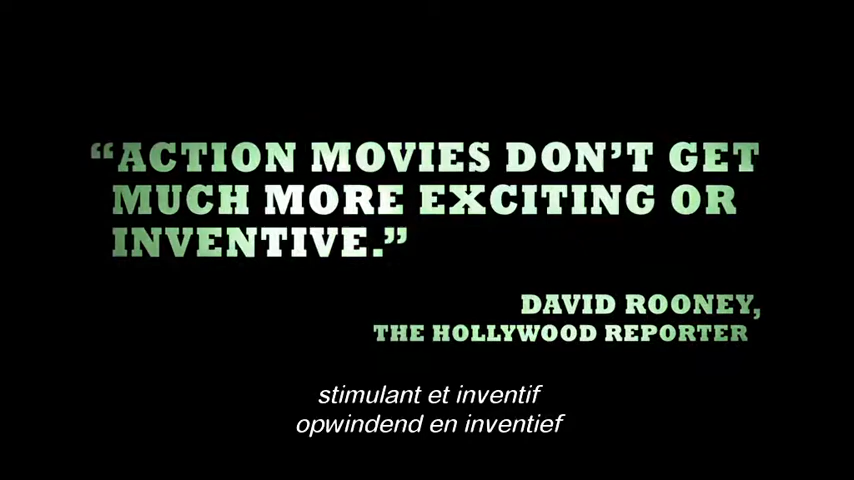 “ACTION MOVIES DON’T GET
MUCH MORE EXCITING OR
INVENTIVE.”
DAVID ROONEY,
THE HOLLYWOOD REPORTER
stimulant et inventif
opwindend en inventief